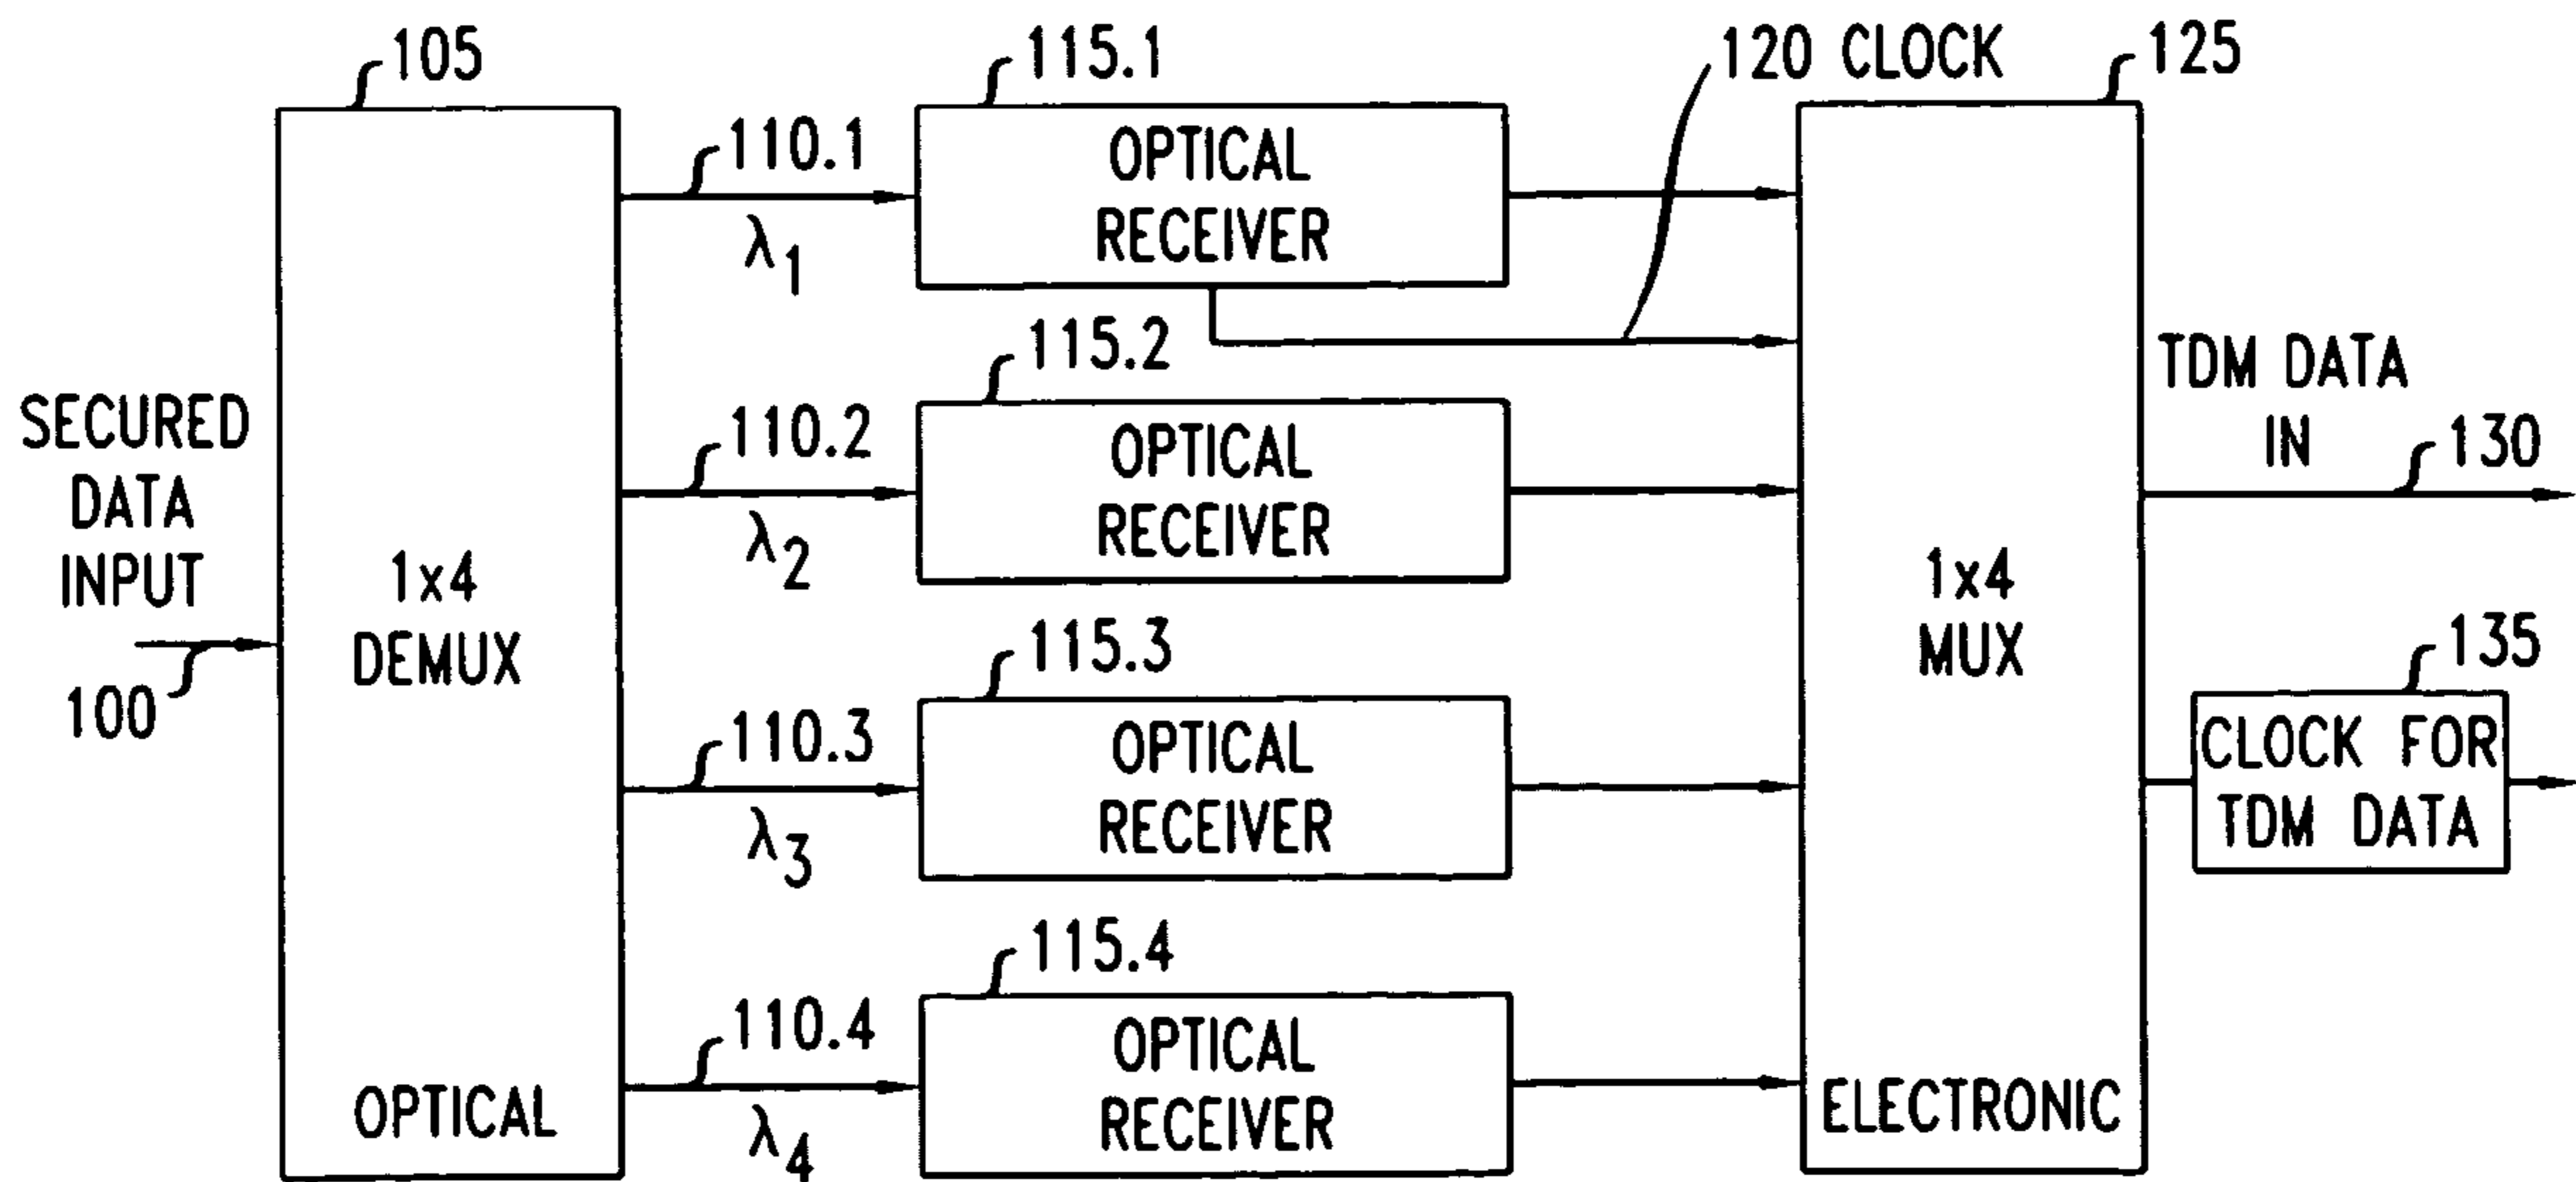 105
115.1
120 CLOCK
125
110.1
OPTICAL
RECEIVER
λ1
SECURED
DATA
INPUT
100
1x4
DEMUX
OPTICAL
115.2
110.2
OPTICAL
RECEIVER
λ2
115.3
110.3
OPTICAL
RECEIVER
λ3
115.4
110.4
OPTICAL
RECEIVER
λ4
1x4
MUX
ELECTRONIC
TDM DATA
IN
130
135
CLOCK FOR
TDM DATA